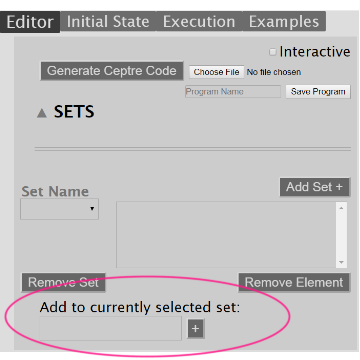 Editor Initial State Execution Examples
Interactive
Generate Ceptre Code Choose File No file chosen
Program Name Save Program
▲ SETS
Add Set +
Set Name
Remove Set Remove Element
Add to currently selected set:
+